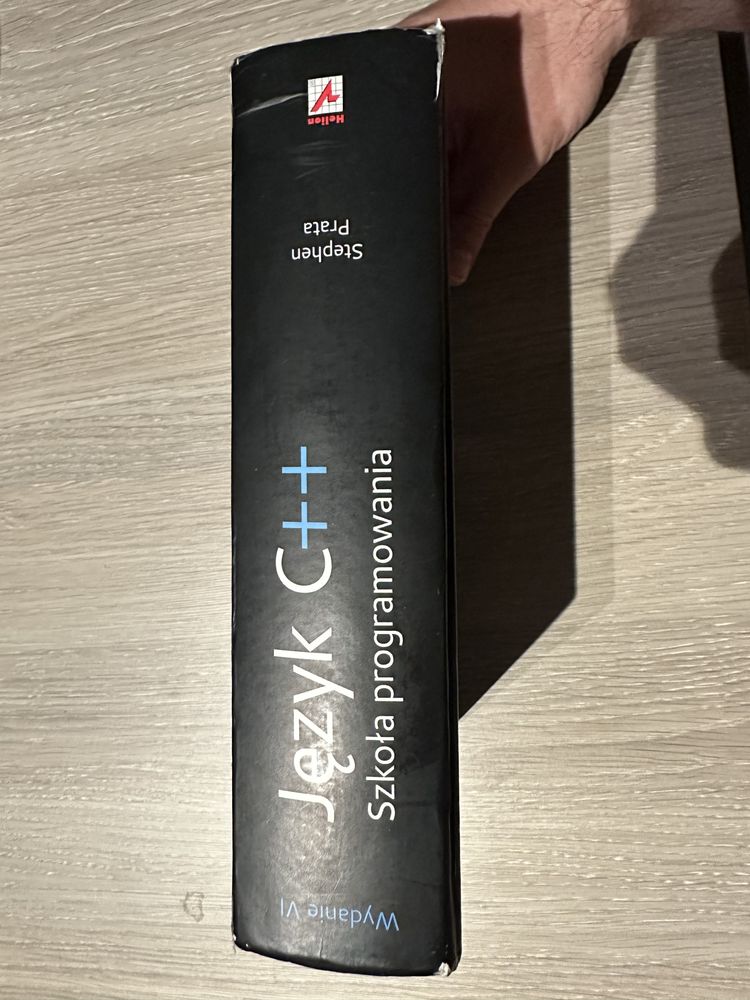 Helion
Stephen
Prata
Język C++
Szkoła programowania
Wydanie VI